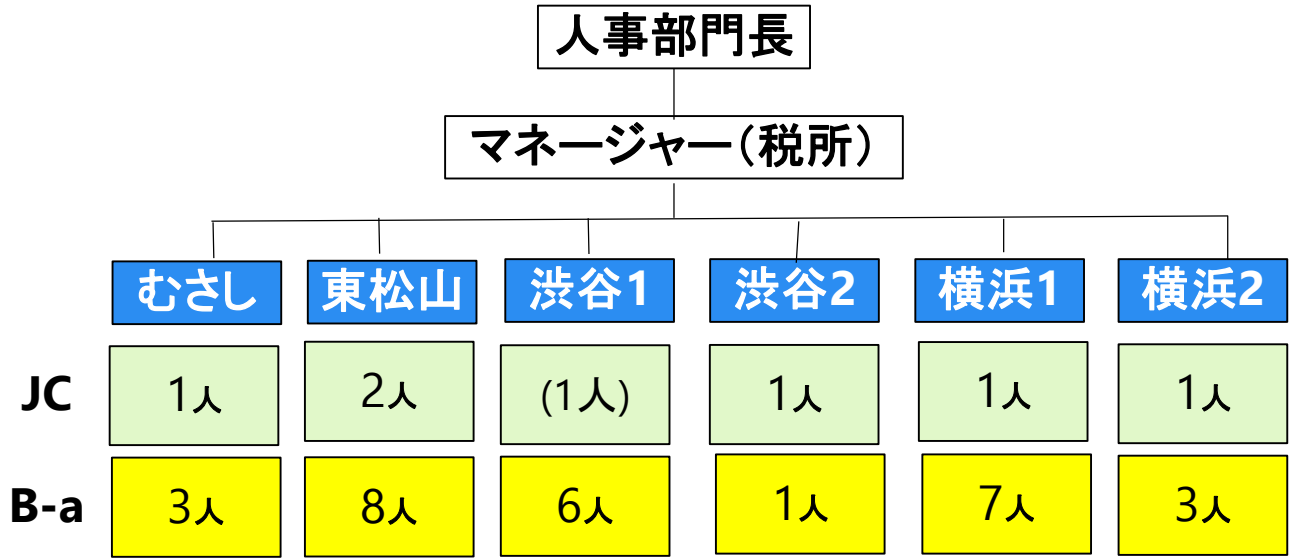 人事部門長
マネージャー（税所）
むさし 東松山 渋谷1 渋谷2 横浜1 横浜2
JC 1人 2人 (1人) 1人 1人 1人
B-a 3人 8人 6人 1人 7人 3人